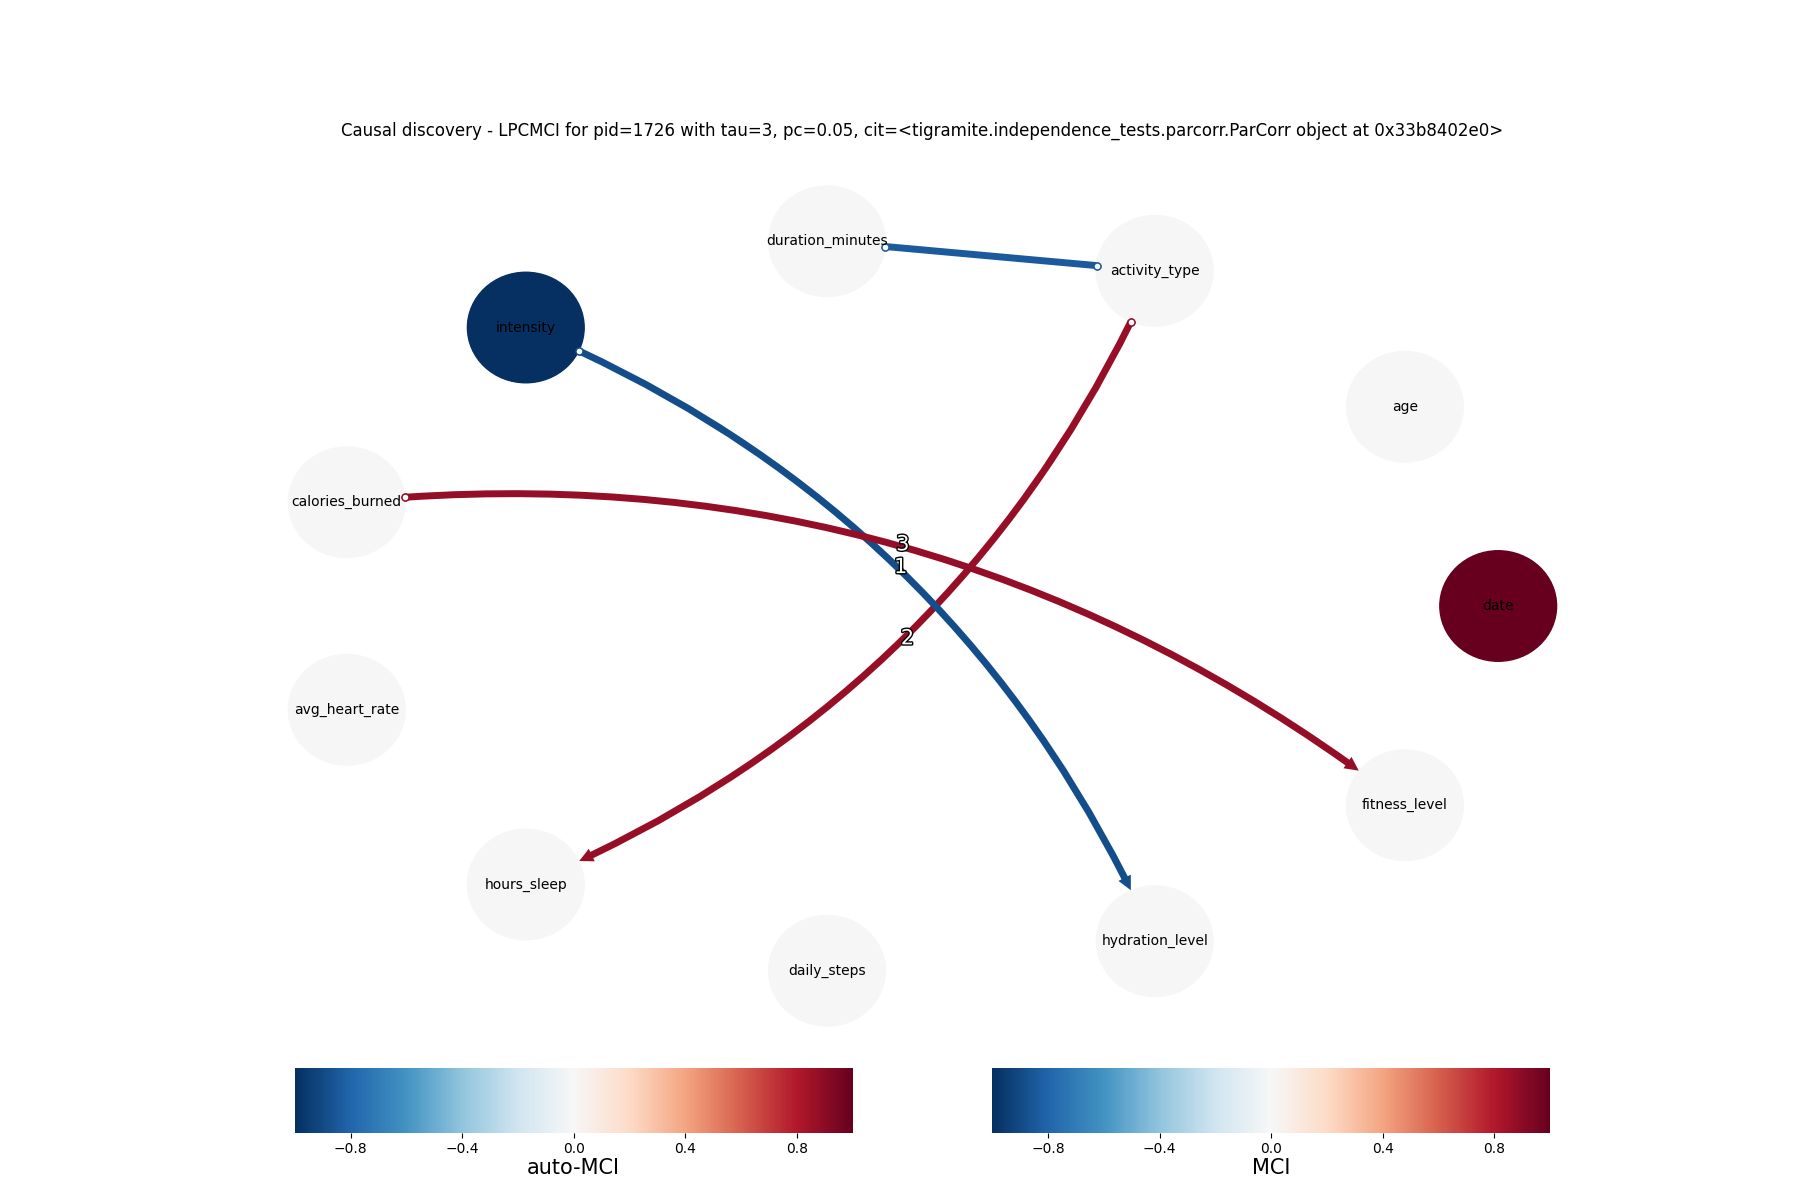 Causal discovery - LPCMCI for pid=1726 with tau=3, pc=0.05, cit=<tigramite.independence_tests.parcorr.ParCorr object at 0x33b8402e0>
duration_minutes
activity_type
intensity
age
calories_burned
3
1
date
2
avg_heart_rate
fitness_level
hours_sleep
hydration_level
daily_steps
−0.8 −0.4 0.0 0.4 0.8
auto-MCI
−0.8 −0.4 0.0 0.4 0.8
MCI